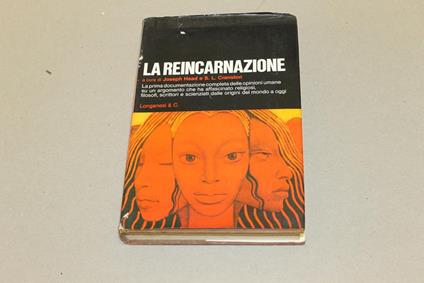 LA REINCARNAZIONE
a cura di Joseph Head e S. L. Cranston
La prima documentazione completa delle opinioni umane
su un argomento che ha affascinato religiosi,
filosofi, scrittori e scienziati dalle origini del mondo a oggi
Longanesi & C.